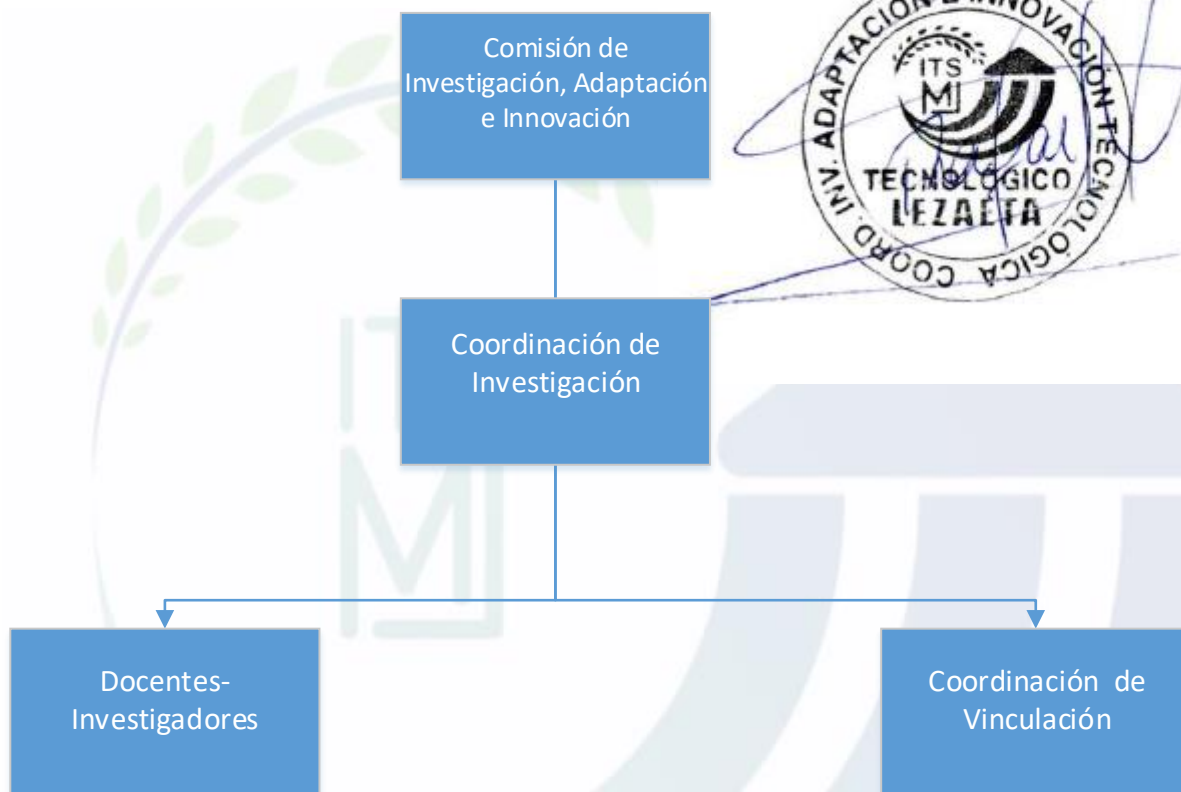 Comisión de
Investigación, Adaptación
e Innovación
COORD. INV. ADAPTACIÓN E INNOVACIÓN TECNOLÓGICA
ITS
M
TECNOLÓGICO
LEZAETA
Coordinación de
Investigación
Docentes-
Investigadores
Coordinación de
Vinculación